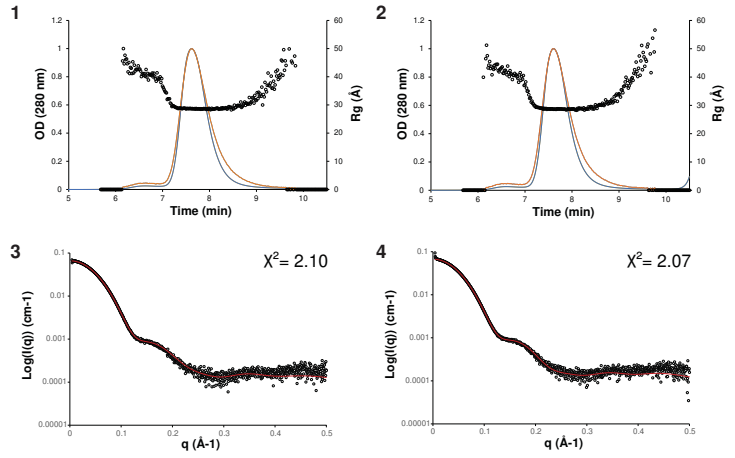 1
OD (280 nm)
1.2
1
0.8
0.6
0.4
0.2
0
60
50
40
30
20
10
0
Rg (Å)
5 6 7 8 9 10
Time (min)
2
OD (280 nm)
1.2
1
0.8
0.6
0.4
0.2
0
60
50
40
30
20
10
0
Rg (Å)
5 6 7 8 9 10
Time (min)
3
Log(I(q)) (cm-1)
0.1
0.01
0.001
0.0001
0.00001
χ²= 2.10
0 0.1 0.2 0.3 0.4 0.5
q (Å-1)
4
Log(I(q)) (cm-1)
0.1
0.01
0.001
0.0001
0.00001
χ²= 2.07
0 0.1 0.2 0.3 0.4 0.5
q (Å-1)